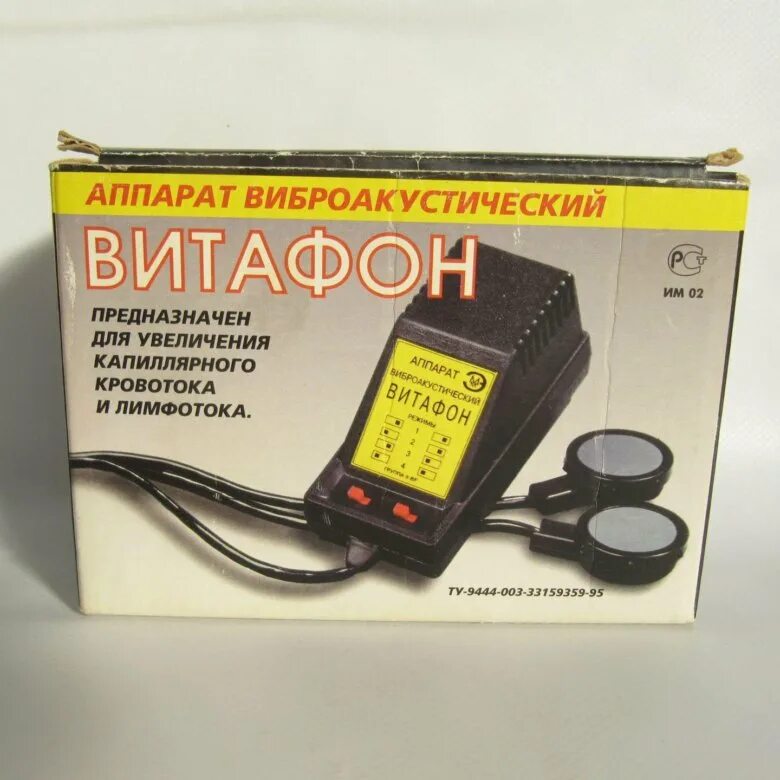 АППАРАТ ВИБРОАКУСТИЧЕСКИЙ
ВИТАФОН
ПРЕДНАЗНАЧЕН
ДЛЯ УВЕЛИЧЕНИЯ
КАПИЛЛЯРНОГО
КРОВОТОКА
И ЛИМФОТОКА.
РСТ
ИМ 02
АППАРАТ
ВИБРОАКУСТИЧЕСКИЙ
ВИТАФОН
РЕЖИМЫ
1
2
3
4
ТУ-9444-003-33159359-95